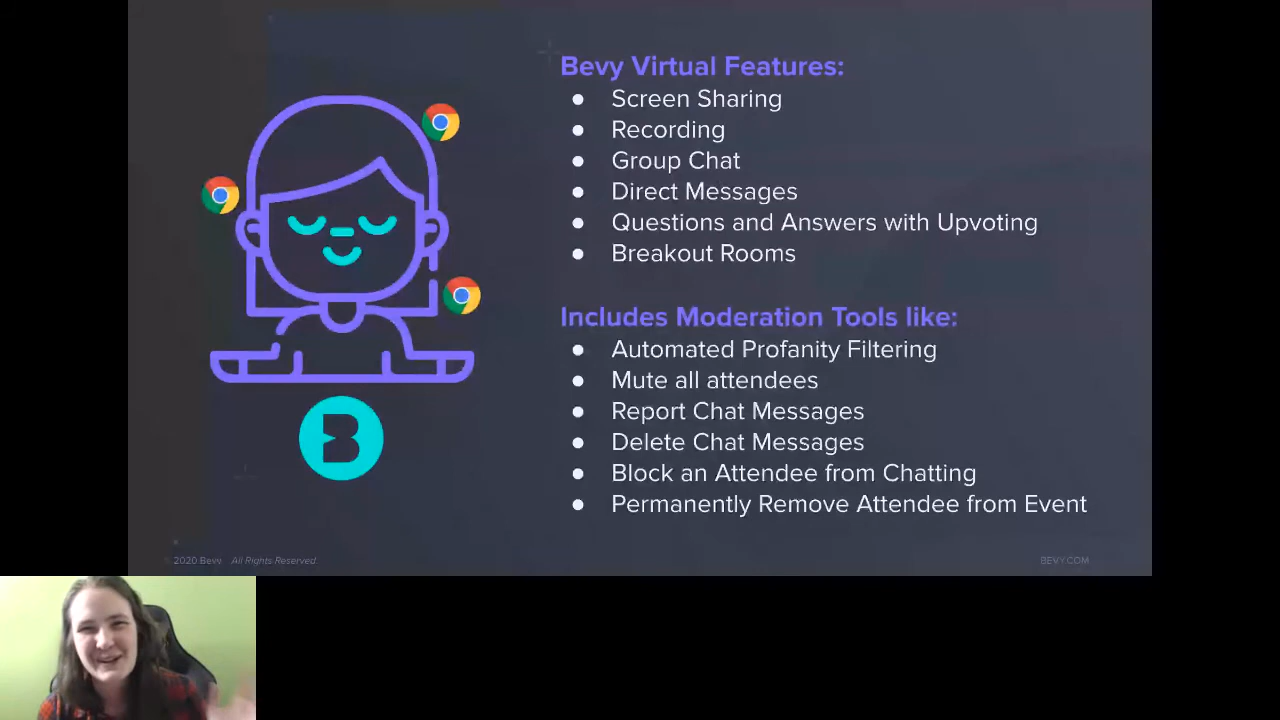 Bevy Virtual Features:
● Screen Sharing
● Recording
● Group Chat
● Direct Messages
● Questions and Answers with Upvoting
● Breakout Rooms
Includes Moderation Tools like:
● Automated Profanity Filtering
● Mute all attendees
● Report Chat Messages
● Delete Chat Messages
● Block an Attendee from Chatting
● Permanently Remove Attendee from Event
B
© 2020 Bevy All Rights Reserved
BEVY.COM